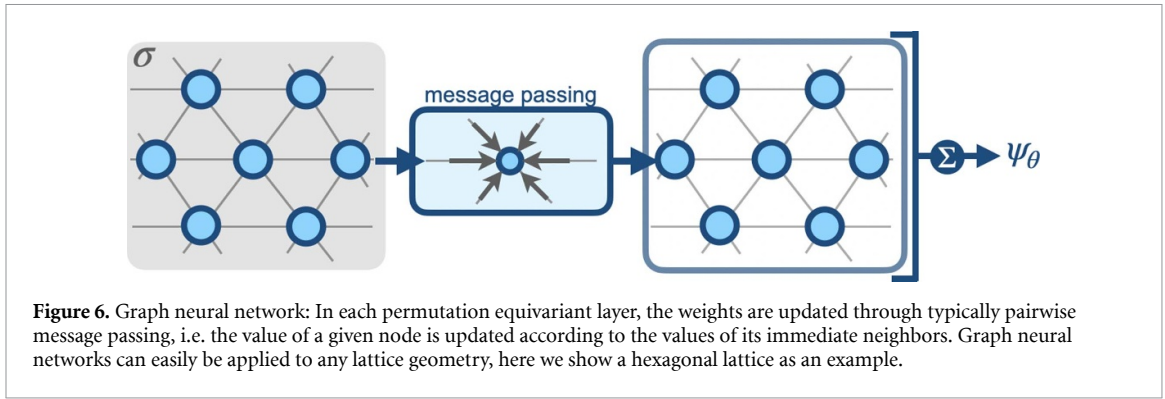 σ
message passing
Σ
ψθ
Figure 6. Graph neural network: In each permutation equivariant layer, the weights are updated through typically pairwise
message passing, i.e. the value of a given node is updated according to the values of its immediate neighbors. Graph neural
networks can easily be applied to any lattice geometry, here we show a hexagonal lattice as an example.